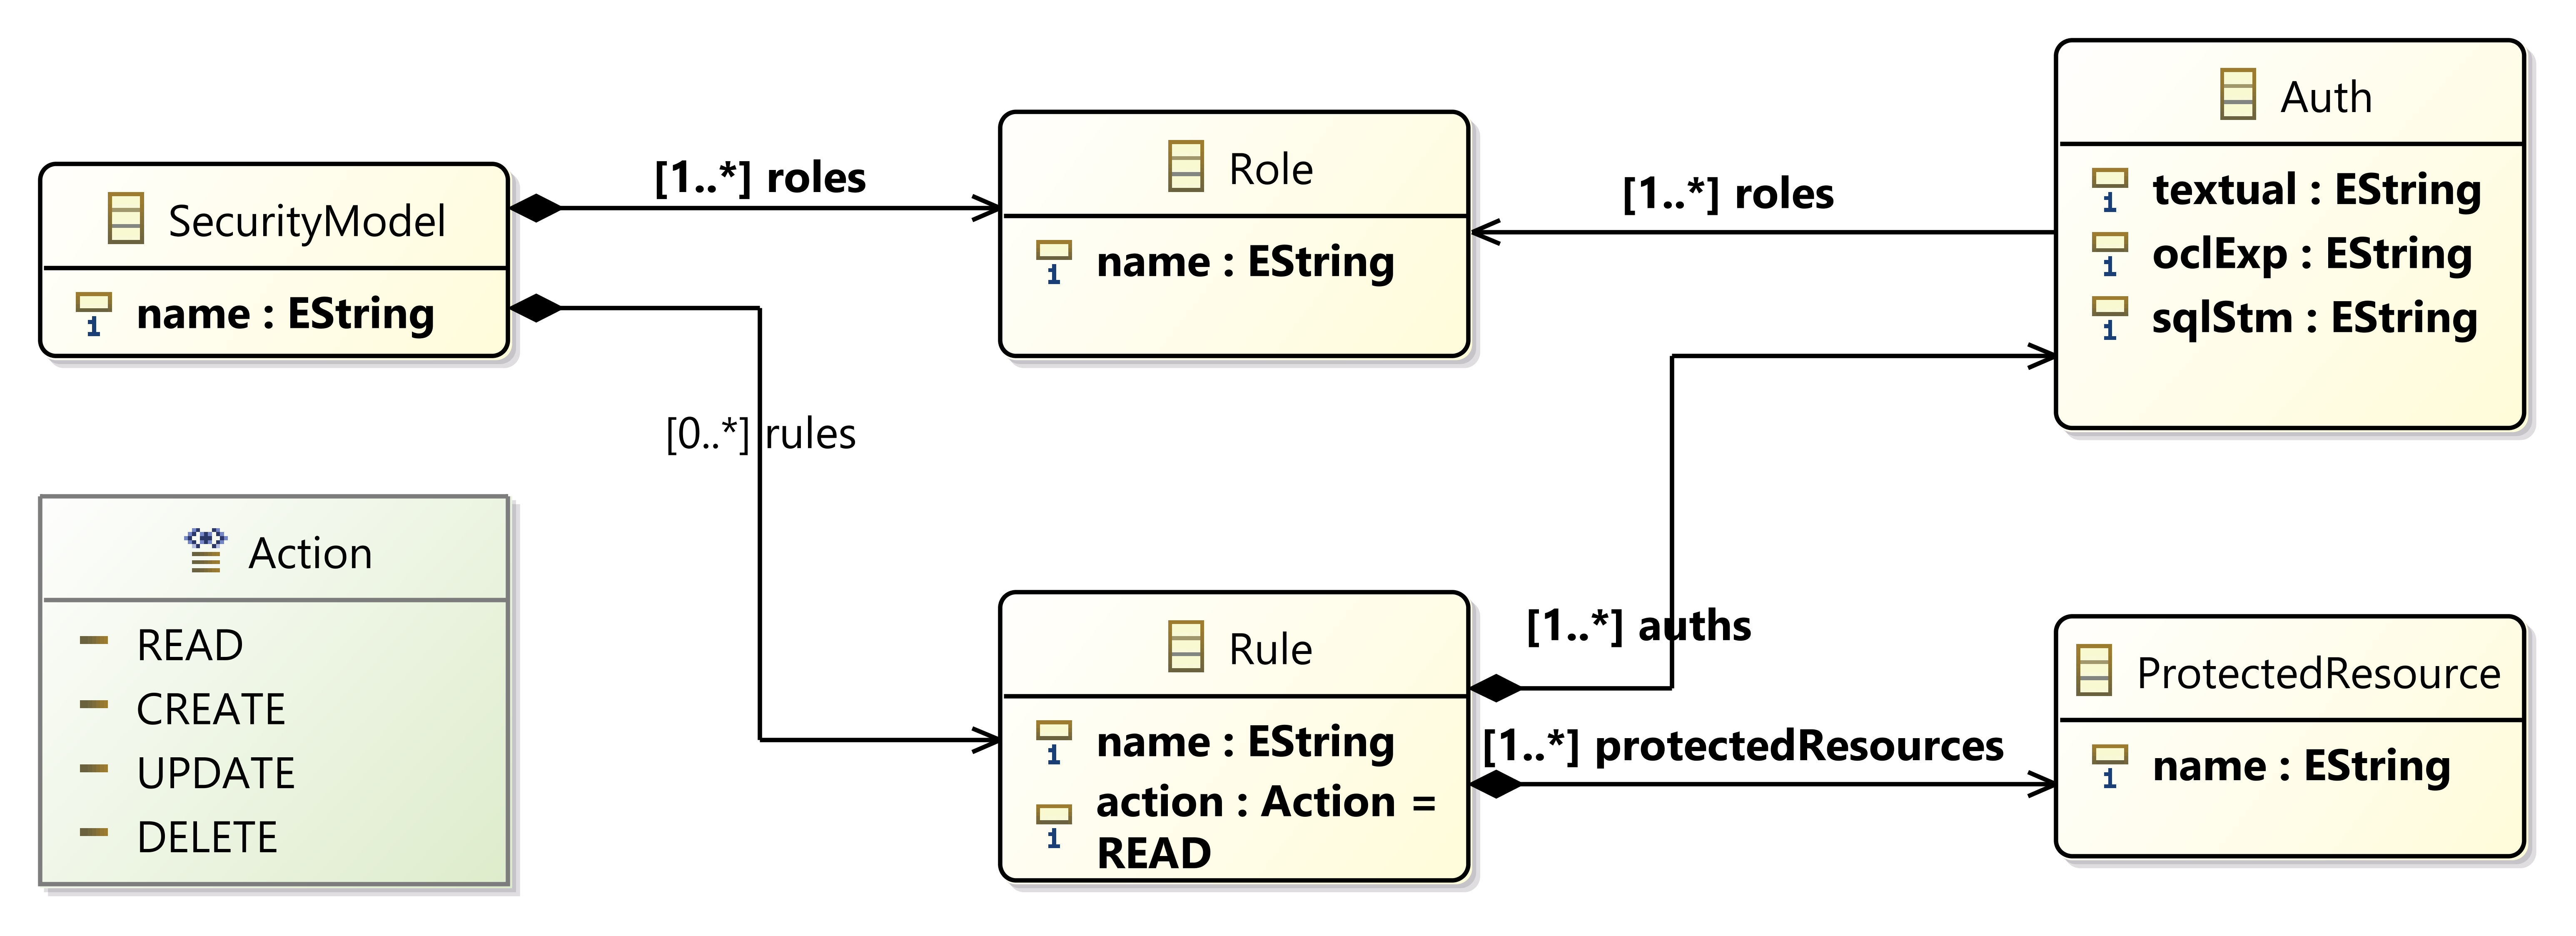 SecurityModel
name : EString
[1..*] roles
Role
name : EString
[1..*] roles
Auth
textual : EString
oclExp : EString
sqlStm : EString
[0..*] rules
Action
READ
CREATE
UPDATE
DELETE
Rule
name : EString
action : Action =
READ
[1..*] auths
[1..*] protectedResources
ProtectedResource
name : EString